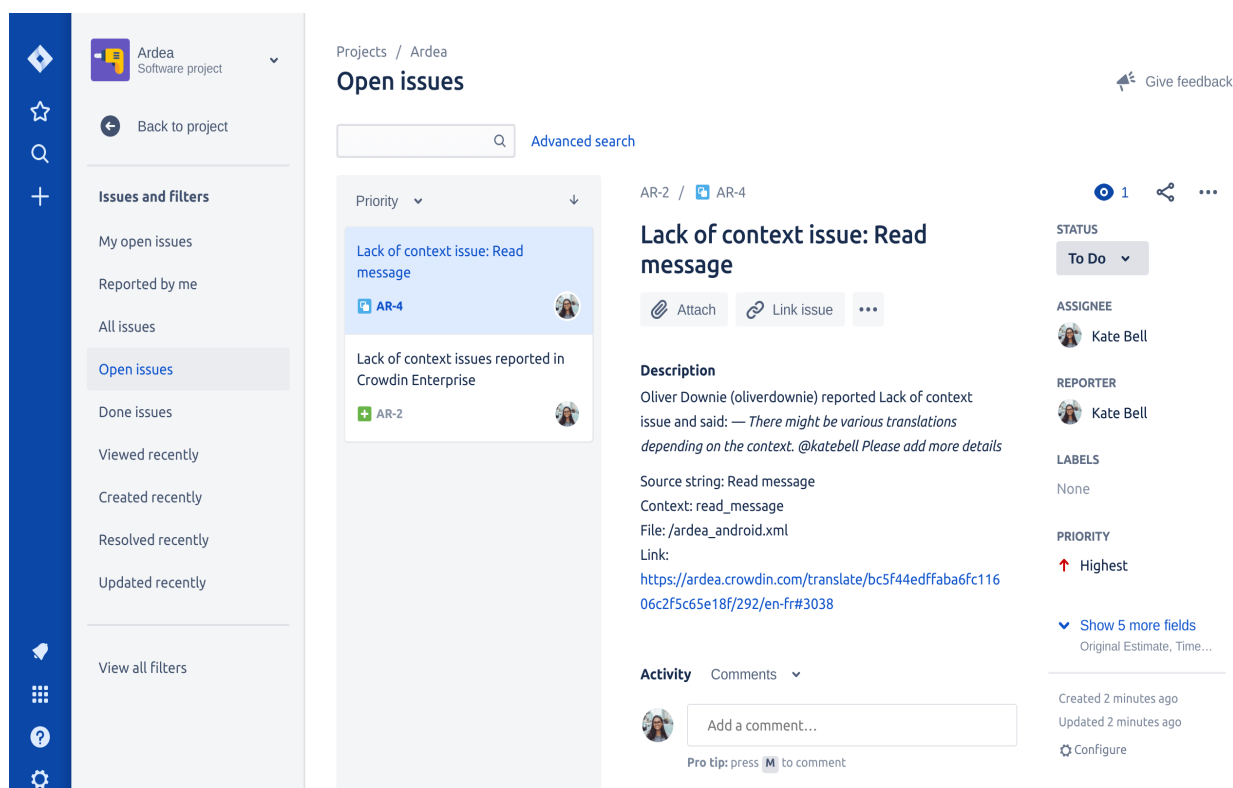 Ardea
Software project
Back to project
Issues and filters
My open issues
Reported by me
All issues
Open issues
Done issues
Viewed recently
Created recently
Resolved recently
Updated recently
View all filters
Projects / Ardea
Open issues
Give feedback
Advanced search
Priority
Lack of context issue: Read
message
AR-4
Lack of context issues reported in
Crowdin Enterprise
AR-2
AR-2 / AR-4
1
Lack of context issue: Read
message
Attach
Link issue
Description
Oliver Downie (oliverdownie) reported Lack of context
issue and said: — There might be various translations
depending on the context. @katebell Please add more details
Source string: Read message
Context: read_message
File: /ardea_android.xml
Link:
https://ardea.crowdin.com/translate/bc5f44edffaba6fc116
06c2f5c65e18f/292/en-fr#3038
Activity Comments
Add a comment...
Pro tip: press M to comment
STATUS
To Do
ASSIGNEE
Kate Bell
REPORTER
Kate Bell
LABELS
None
PRIORITY
Highest
Show 5 more fields
Original Estimate, Time...
Created 2 minutes ago
Updated 2 minutes ago
Configure